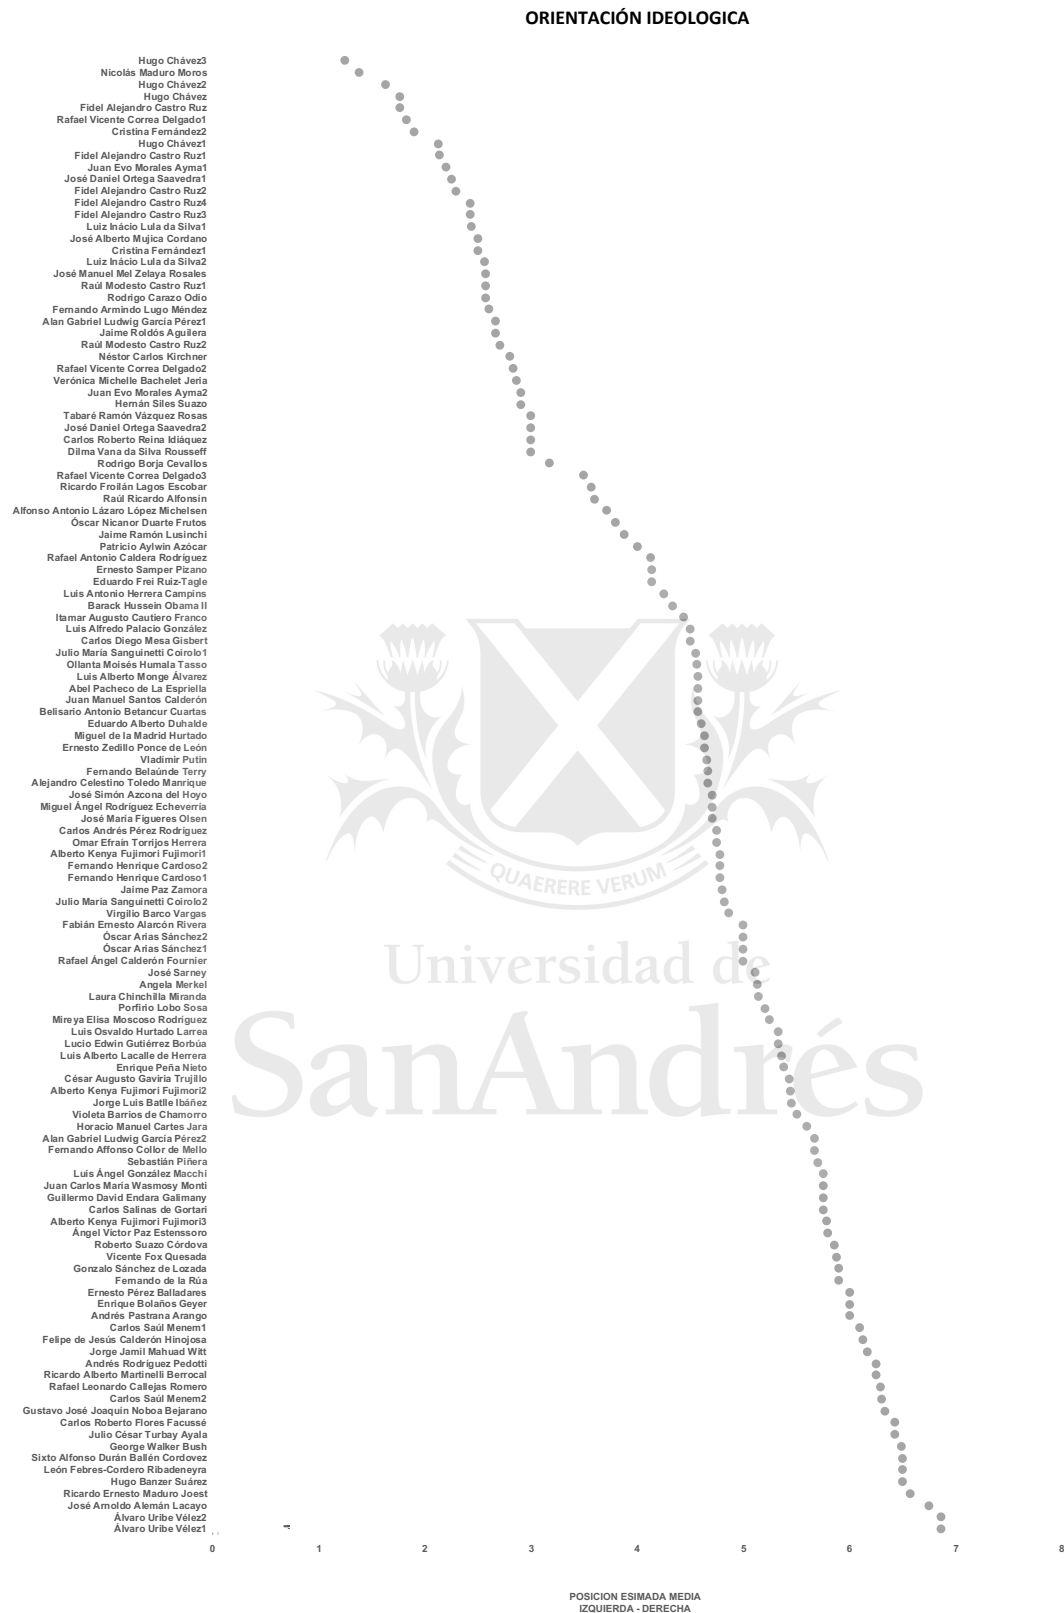 ORIENTACIÓN IDEOLOGICA
Hugo Chávez3
Nicolás Maduro Moros
Hugo Chávez2
Hugo Chávez
Fidel Alejandro Castro Ruz
Rafael Vicente Correa Delgado1
Cristina Fernández2
Hugo Chávez1
Fidel Alejandro Castro Ruz1
Juan Evo Morales Ayma1
José Daniel Ortega Saavedra1
Fidel Alejandro Castro Ruz2
Fidel Alejandro Castro Ruz4
Fidel Alejandro Castro Ruz3
Luiz Inácio Lula da Silva1
José Alberto Mujica Cordano
Cristina Fernández1
Luiz Inácio Lula da Silva2
José Manuel Mel Zelaya Rosales
Raúl Modesto Castro Ruz1
Rodrigo Carazo Odio
Fernando Armindo Lugo Méndez
Alan Gabriel Ludwig García Pérez1
Jaime Roldós Aguilera
Raúl Modesto Castro Ruz2
Néstor Carlos Kirchner
Rafael Vicente Correa Delgado2
Verónica Michelle Bachelet Jeria
Juan Evo Morales Ayma2
Hernán Siles Suazo
Tabaré Ramón Vázquez Rosas
José Daniel Ortega Saavedra2
Carlos Roberto Reina Idiáquez
Dilma Vana da Silva Rousseff
Rodrigo Borja Cevallos
Rafael Vicente Correa Delgado3
Ricardo Froilán Lagos Escobar
Raúl Ricardo Alfonsín
Alfonso Antonio Lázaro López Michelsen
Óscar Nicanor Duarte Frutos
Jaime Ramón Lusinchi
Patricio Aylwin Azócar
Rafael Antonio Caldera Rodríguez
Ernesto Samper Pizano
Eduardo Frei Ruiz-Tagle
Luis Antonio Herrera Campins
Barack Hussein Obama II
Itamar Augusto Cautiero Franco
Luis Alfredo Palacio González
Carlos Diego Mesa Gisbert
Julio María Sanguinetti Coirolo1
Ollanta Moisés Humala Tasso
Luis Alberto Monge Álvarez
Abel Pacheco de La Espriella
Juan Manuel Santos Calderón
Belisario Antonio Betancur Cuartas
Eduardo Alberto Duhalde
Miguel de la Madrid Hurtado
Ernesto Zedillo Ponce de León
Vladimir Putin
Fernando Belaúnde Terry
Alejandro Celestino Toledo Manrique
José Simón Azcona del Hoyo
Miguel Ángel Rodríguez Echeverría
José María Figueres Olsen
Carlos Andrés Pérez Rodríguez
Omar Efraín Torrijos Herrera
Alberto Kenya Fujimori Fujimori1
Fernando Henrique Cardoso2
Fernando Henrique Cardoso1
Jaime Paz Zamora
Julio María Sanguinetti Coirolo2
Virgilio Barco Vargas
Fabián Ernesto Alarcón Rivera
Óscar Arias Sánchez2
Óscar Arias Sánchez1
Rafael Ángel Calderón Fournier
José Sarney
Angela Merkel
Laura Chinchilla Miranda
Porfirio Lobo Sosa
Mireya Elisa Moscoso Rodríguez
Luis Osvaldo Hurtado Larrea
Lucio Edwin Gutiérrez Borbúa
Luis Alberto Lacalle de Herrera
Enrique Peña Nieto
César Augusto Gaviria Trujillo
Alberto Kenya Fujimori Fujimori2
Jorge Luis Batlle Ibáñez
Violeta Barrios de Chamorro
Horacio Manuel Cartes Jara
Alan Gabriel Ludwig García Pérez2
Fernando Affonso Collor de Mello
Sebastián Piñera
Luis Ángel González Macchi
Juan Carlos María Wasmosy Monti
Guillermo David Endara Galimany
Carlos Salinas de Gortari
Alberto Kenya Fujimori Fujimori3
Ángel Víctor Paz Estenssoro
Roberto Suazo Córdova
Vicente Fox Quesada
Gonzalo Sánchez de Lozada
Fernando de la Rúa
Ernesto Pérez Balladares
Enrique Bolaños Geyer
Andrés Pastrana Arango
Carlos Saúl Menem1
Felipe de Jesús Calderón Hinojosa
Jorge Jamil Mahuad Witt
Andrés Rodríguez Pedotti
Ricardo Alberto Martinelli Berrocal
Rafael Leonardo Callejas Romero
Carlos Saúl Menem2
Gustavo José Joaquín Noboa Bejarano
Carlos Roberto Flores Facussé
Julio César Turbay Ayala
George Walker Bush
Sixto Alfonso Durán Ballén Cordovez
León Febres-Cordero Ribadeneyra
Hugo Banzer Suárez
Ricardo Ernesto Maduro Joest
José Arnoldo Alemán Lacayo
Álvaro Uribe Vélez2
Álvaro Uribe Vélez1
0 1 2 3 4 5 6 7 8
POSICION ESIMADA MEDIA
IZQUIERDA - DERECHA
QUAERERE VERUM
Universidad de
SanAndrés